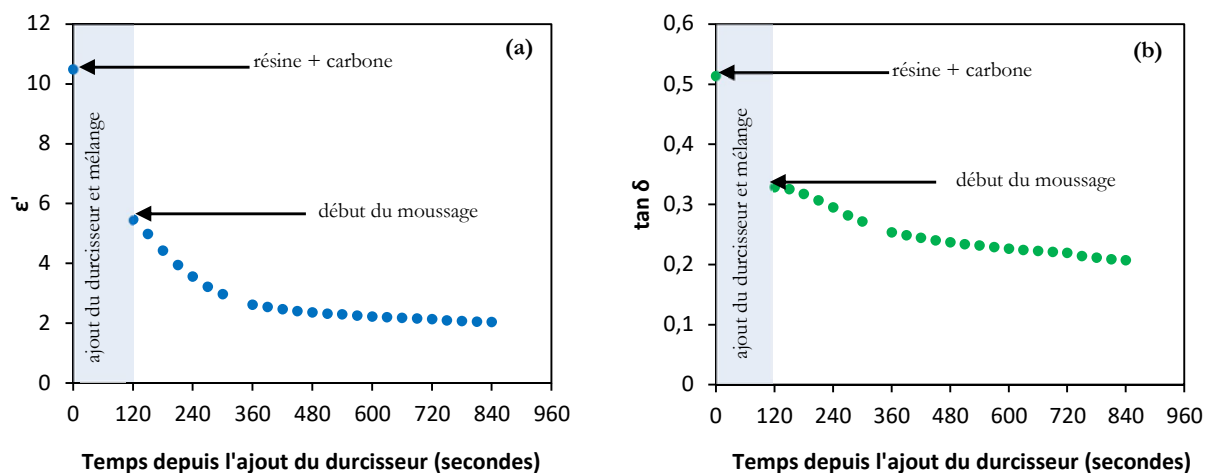 (a)
ε'
12
10
8
6
4
2
0
résine + carbone
début du moussage
ajout du durcisseur et mélange
0 120 240 360 480 600 720 840 960
Temps depuis l'ajout du durcisseur (secondes)
(b)
tan δ
0,6
0,5
0,4
0,3
0,2
0,1
0
résine + carbone
début du moussage
ajout du durcisseur et mélange
0 120 240 360 480 600 720 840 960
Temps depuis l'ajout du durcisseur (secondes)